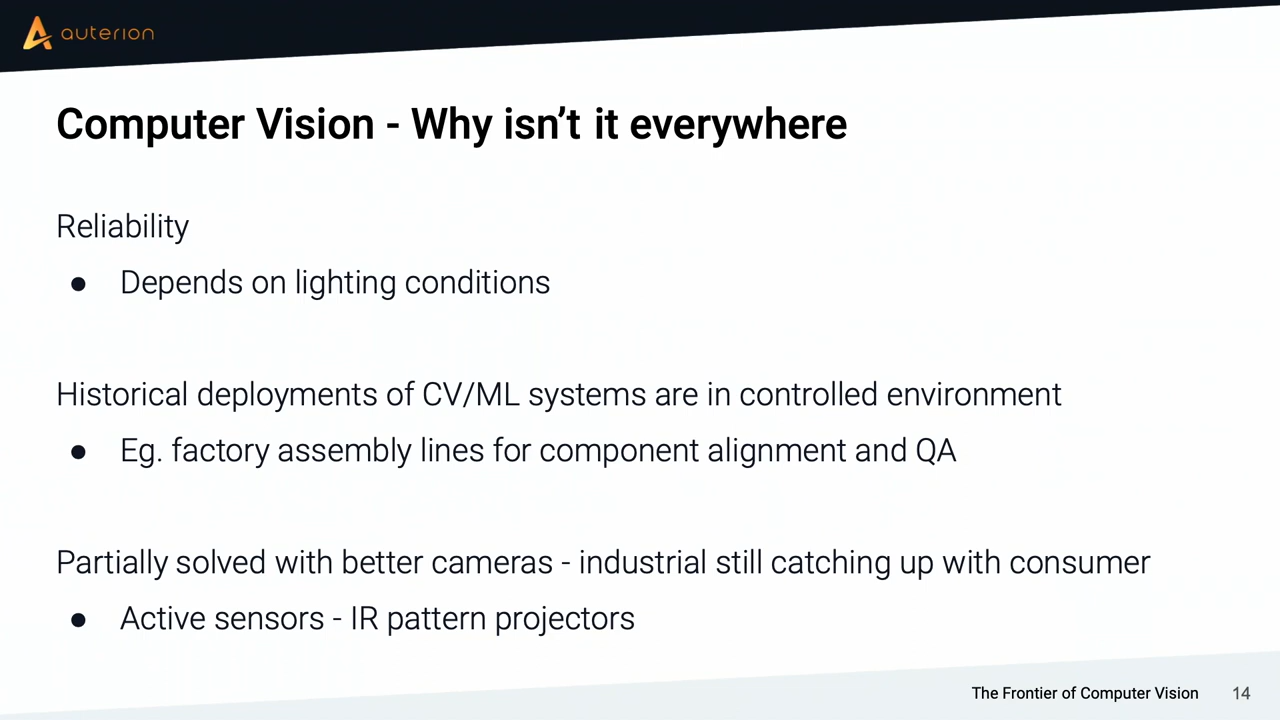 auterion
Computer Vision - Why isn't it everywhere
Reliability
● Depends on lighting conditions
Historical deployments of CV/ML systems are in controlled environment
● Eg. factory assembly lines for component alignment and QA
Partially solved with better cameras - industrial still catching up with consumer
● Active sensors - IR pattern projectors
The Frontier of Computer Vision 14